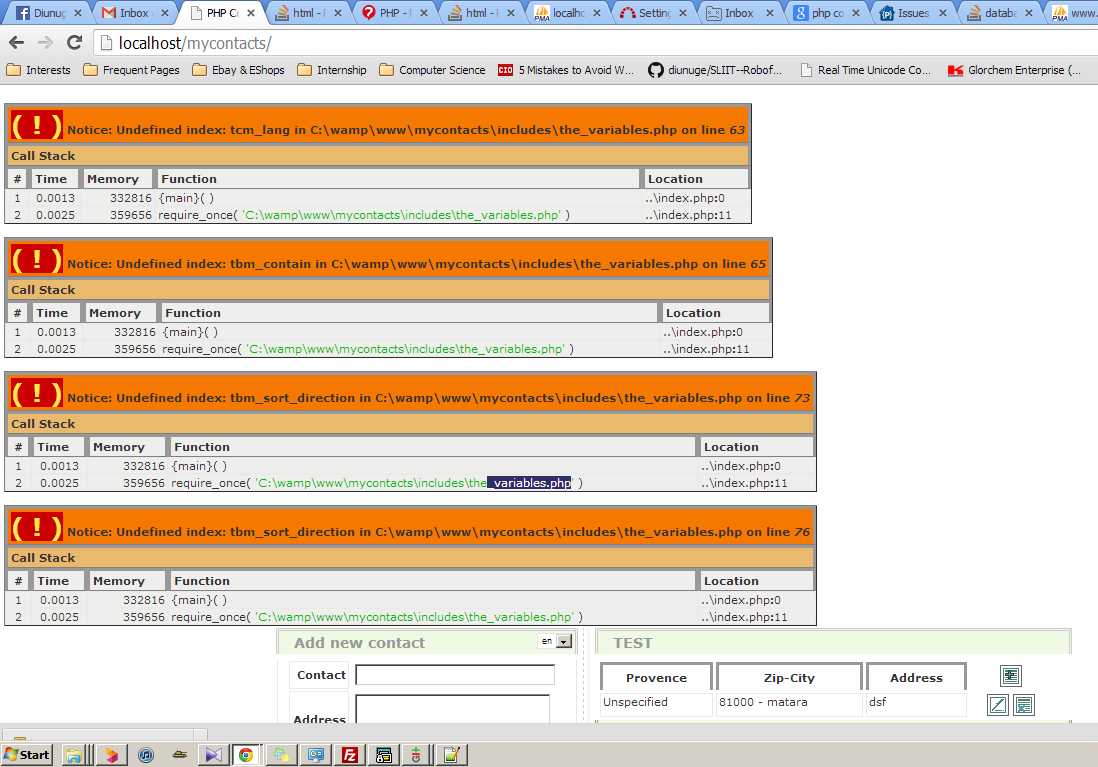 Diunug
Inbox
PHP Co
html - F
PHP - I
html - F
localho
Setting
Inbox
php co
Issues
databa
www.
localhost/mycontacts/
Interests Frequent Pages Ebay & EShops Internship Computer Science CIO 5 Mistakes to Avoid W... diunuge/SLIIT--Robof... Real Time Unicode Co... Glorchem Enterprise (...
( ! ) Notice: Undefined index: tcm_lang in C:\wamp\www\mycontacts\includes\the_variables.php on line 63
Call Stack
# Time Memory Function Location
1 0.0013 332816 {main}( ) ..\index.php:0
2 0.0025 359656 require_once( 'C:\wamp\www\mycontacts\includes\the_variables.php' ) ..\index.php:11
( ! ) Notice: Undefined index: tbm_contain in C:\wamp\www\mycontacts\includes\the_variables.php on line 65
Call Stack
# Time Memory Function Location
1 0.0013 332816 {main}( ) ..\index.php:0
2 0.0025 359656 require_once( 'C:\wamp\www\mycontacts\includes\the_variables.php' ) ..\index.php:11
( ! ) Notice: Undefined index: tbm_sort_direction in C:\wamp\www\mycontacts\includes\the_variables.php on line 73
Call Stack
# Time Memory Function Location
1 0.0013 332816 {main}( ) ..\index.php:0
2 0.0025 359656 require_once( 'C:\wamp\www\mycontacts\includes\the_variables.php' ) ..\index.php:11
( ! ) Notice: Undefined index: tbm_sort_direction in C:\wamp\www\mycontacts\includes\the_variables.php on line 76
Call Stack
# Time Memory Function Location
1 0.0013 332816 {main}( ) ..\index.php:0
2 0.0025 359656 require_once( 'C:\wamp\www\mycontacts\includes\the_variables.php' ) ..\index.php:11
Add new contact en TEST
Contact Provence Zip-City Address
Unspecified 81000 - matara dsf
Address
Start